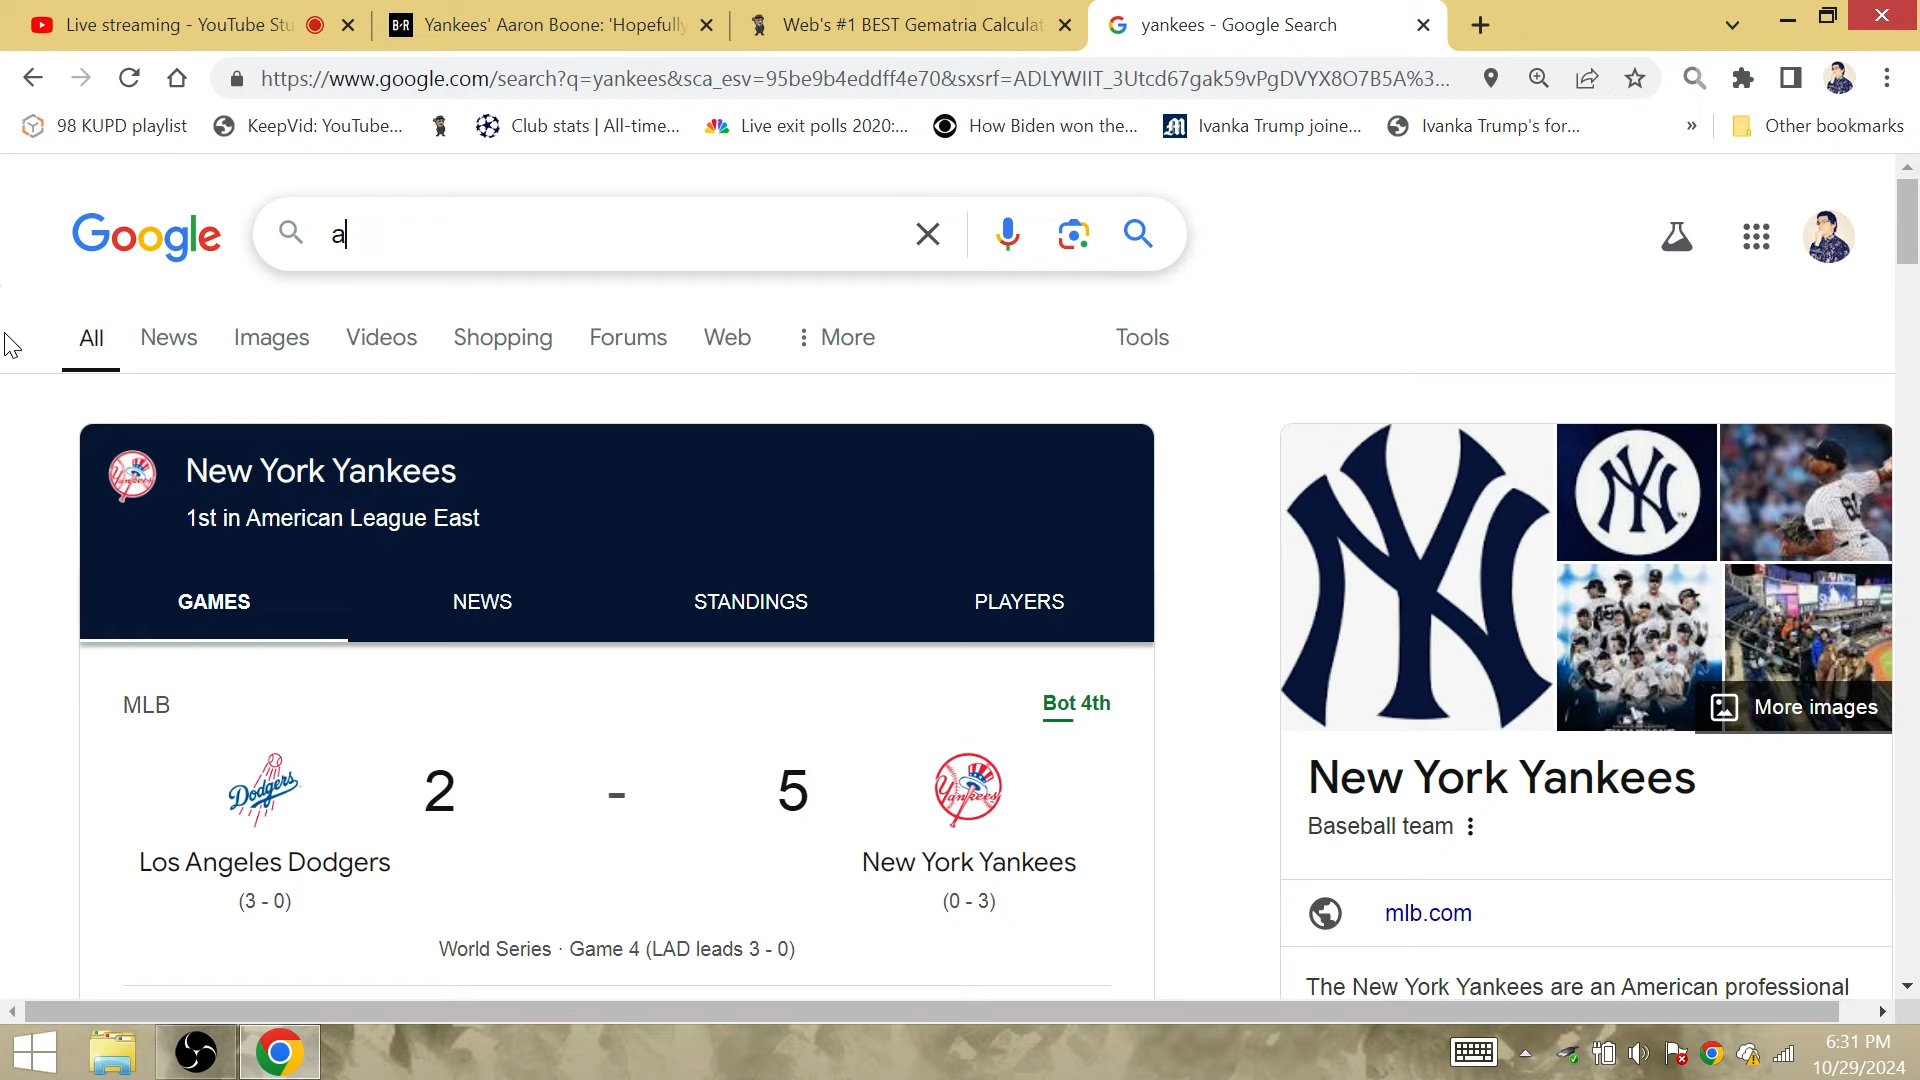 Live streaming - YouTube Stu
B·R Yankees' Aaron Boone: 'Hopefully
Web's #1 BEST Gematria Calculat
yankees - Google Search
https://www.google.com/search?q=yankees&sca_esv=95be9b4eddff4e70&sxsrf=ADLYWIIT_3Utcd67gak59vPgDVYX8O7B5A%3...
98 KUPD playlist
KeepVid: YouTube...
Club stats | All-time...
Live exit polls 2020:...
How Biden won the...
Ivanka Trump joine...
Ivanka Trump's for...
»
Other bookmarks
Google
a
All
News
Images
Videos
Shopping
Forums
Web
More
Tools
New York Yankees
1st in American League East
GAMES
NEWS
STANDINGS
PLAYERS
MLB
Bot 4th
Dodgers
2
-
5
Yankees
Los Angeles Dodgers
New York Yankees
(3 - 0)
(0 - 3)
World Series · Game 4 (LAD leads 3 - 0)
More images
New York Yankees
Baseball team
mlb.com
The New York Yankees are an American professional
6:31 PM
10/29/2024